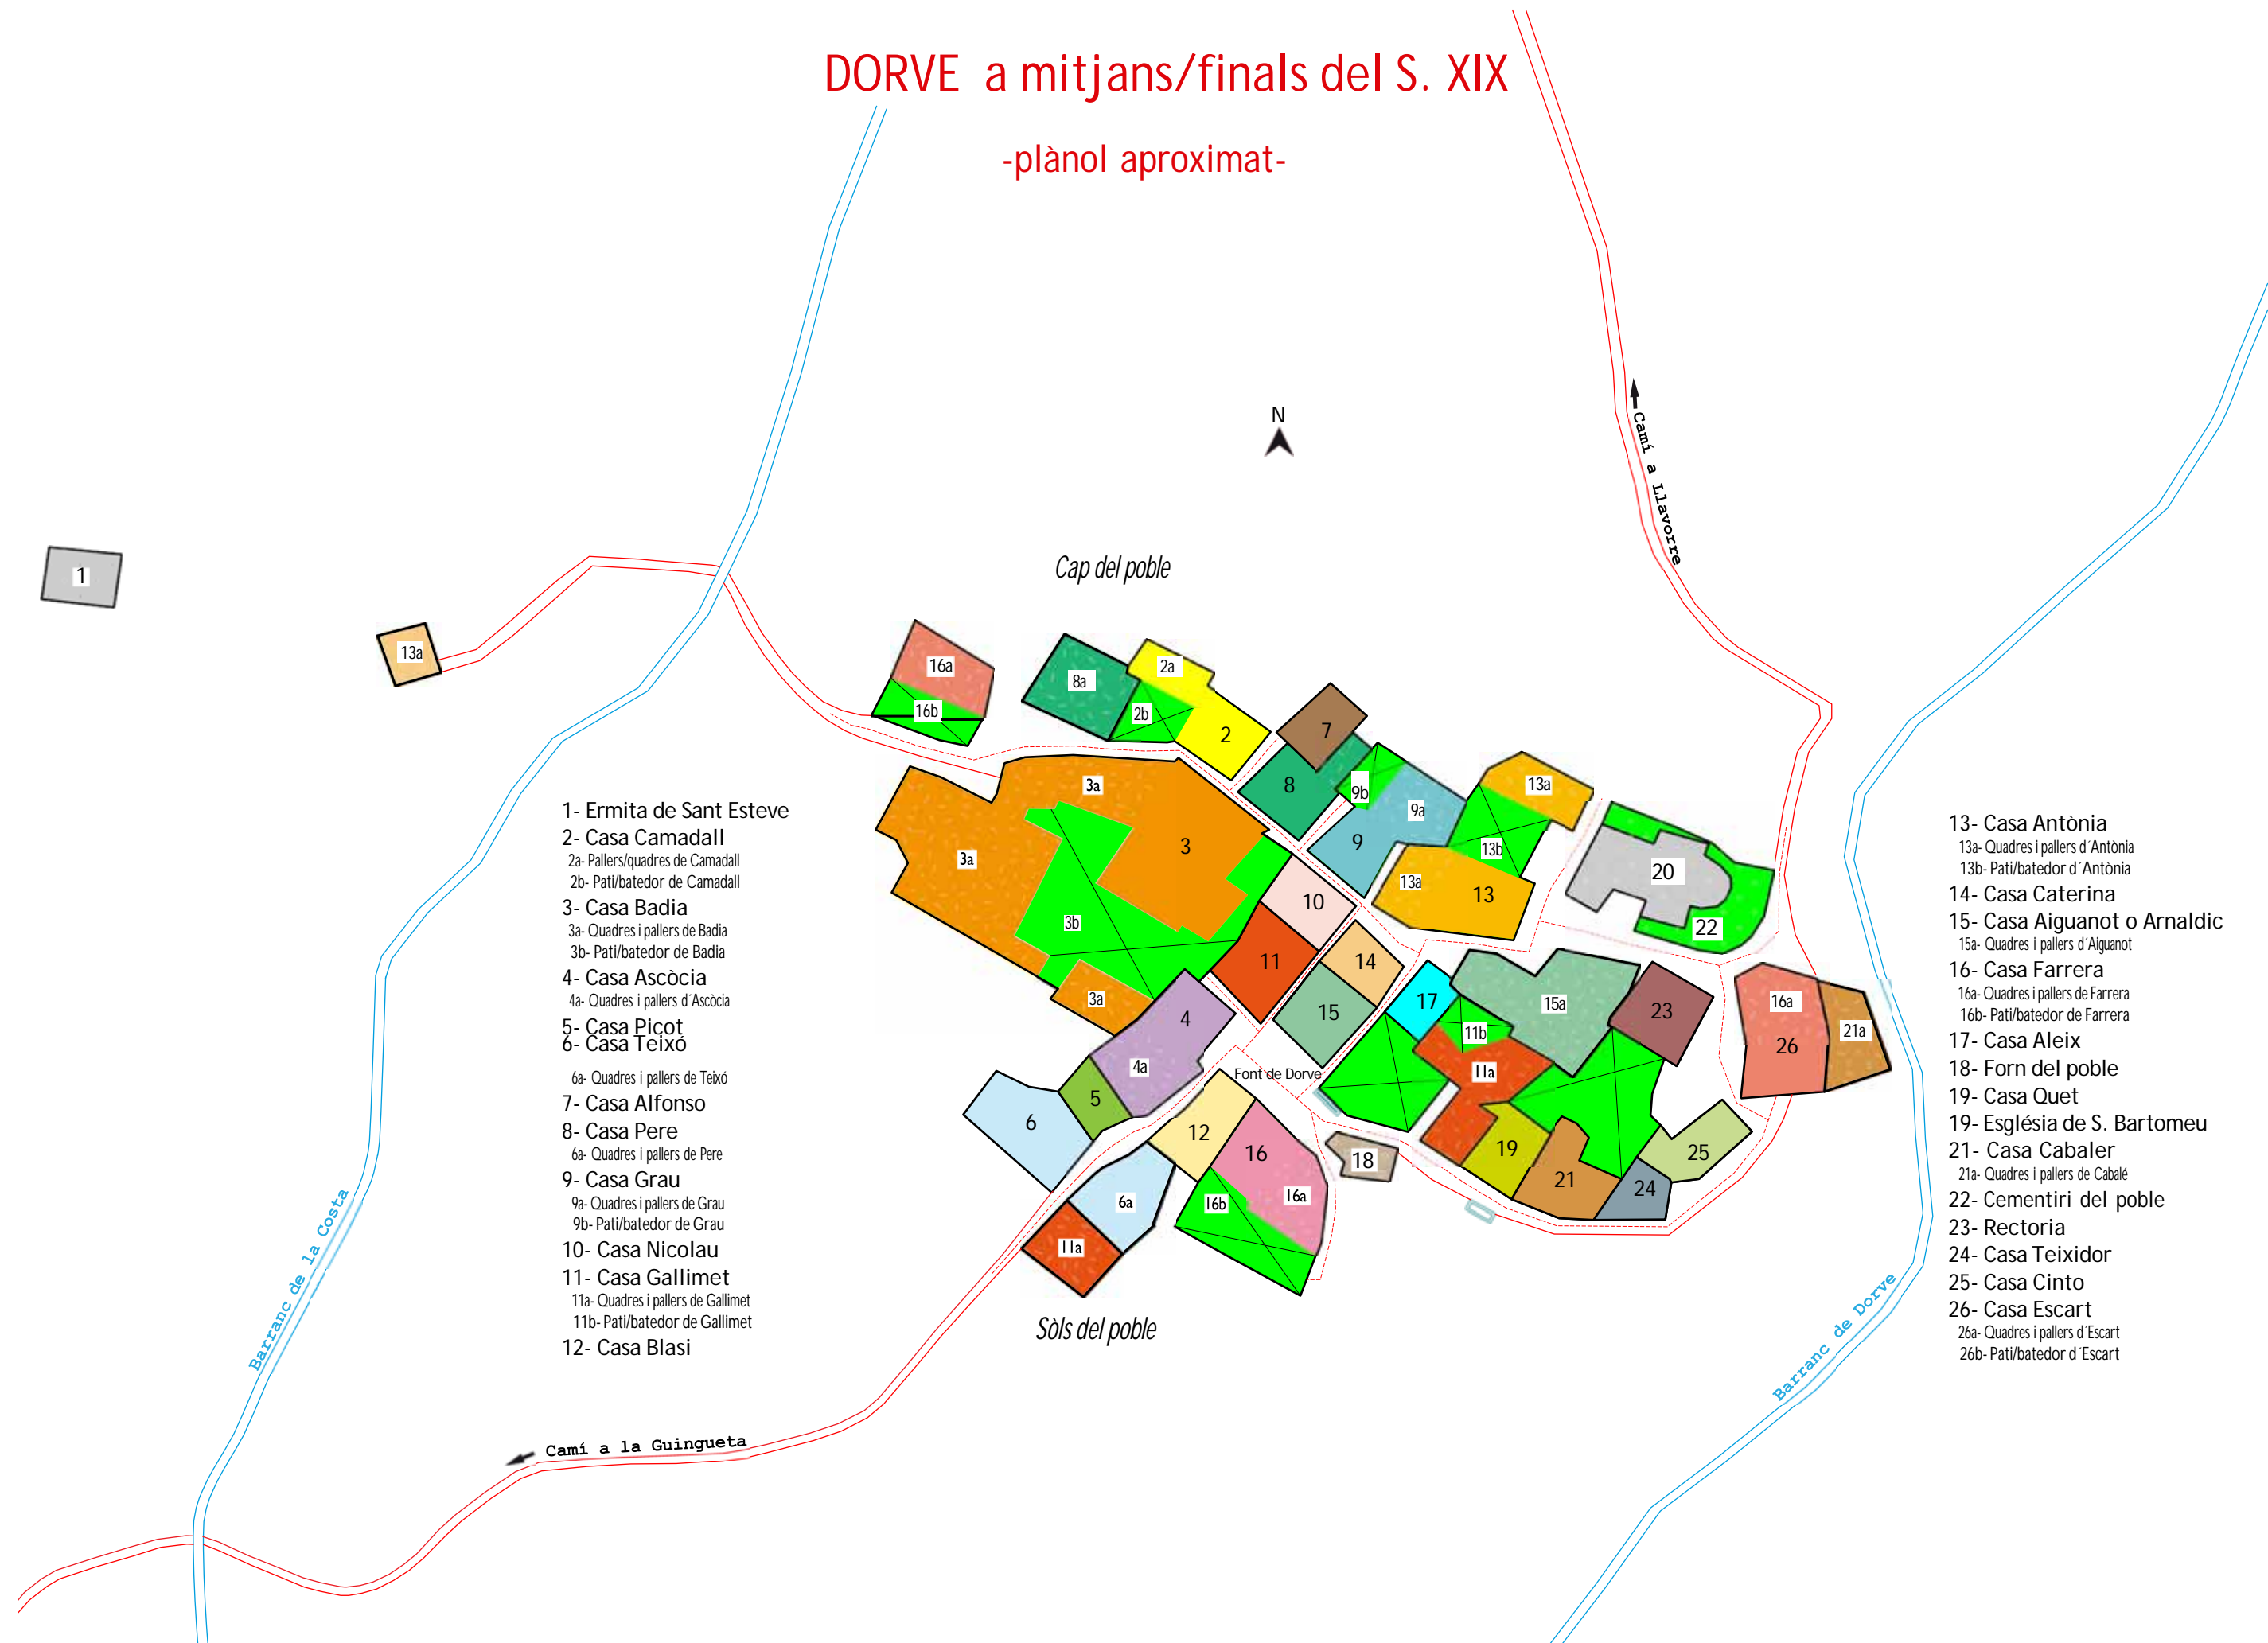 DORVE a mitjans/finals del S. XIX
-plànol aproximat-
N
Camí a Llavorre
Cap del poble
1
13a
16a
16b
8a
2a
2b
2
7
8
9b
9a
9
13a
13b
13a
13
20
22
3a
3a
3
3b
3a
10
11
14
15
17
11b
15a
23
11a
16a
26
21a
4
4a
5
6
Font de Dorve
12
16
16a
16b
6a
11a
18
19
21
24
25
Sòls del poble
Barranc de la Costa
Barranc de Dorve
Camí a la Guingueta
1- Ermita de Sant Esteve
2- Casa Camadall
2a- Pallers/quadres de Camadall
2b- Pati/batedor de Camadall
3- Casa Badia
3a- Quadres i pallers de Badia
3b- Pati/batedor de Badia
4- Casa Ascòcia
4a- Quadres i pallers d´Ascòcia
5- Casa Picot
6- Casa Teixó
6a- Quadres i pallers de Teixó
7- Casa Alfonso
8- Casa Pere
6a- Quadres i pallers de Pere
9- Casa Grau
9a- Quadres i pallers de Grau
9b- Pati/batedor de Grau
10- Casa Nicolau
11- Casa Gallimet
11a- Quadres i pallers de Gallimet
11b- Pati/batedor de Gallimet
12- Casa Blasi
13- Casa Antònia
13a- Quadres i pallers d´Antònia
13b- Pati/batedor d´Antònia
14- Casa Caterina
15- Casa Aiguanot o Arnaldic
15a- Quadres i pallers d´Aiguanot
16- Casa Farrera
16a- Quadres i pallers de Farrera
16b- Pati/batedor de Farrera
17- Casa Aleix
18- Forn del poble
19- Casa Quet
19- Església de S. Bartomeu
21- Casa Cabaler
21a- Quadres i pallers de Cabalé
22- Cementiri del poble
23- Rectoria
24- Casa Teixidor
25- Casa Cinto
26- Casa Escart
26a- Quadres i pallers d´Escart
26b- Pati/batedor d´Escart